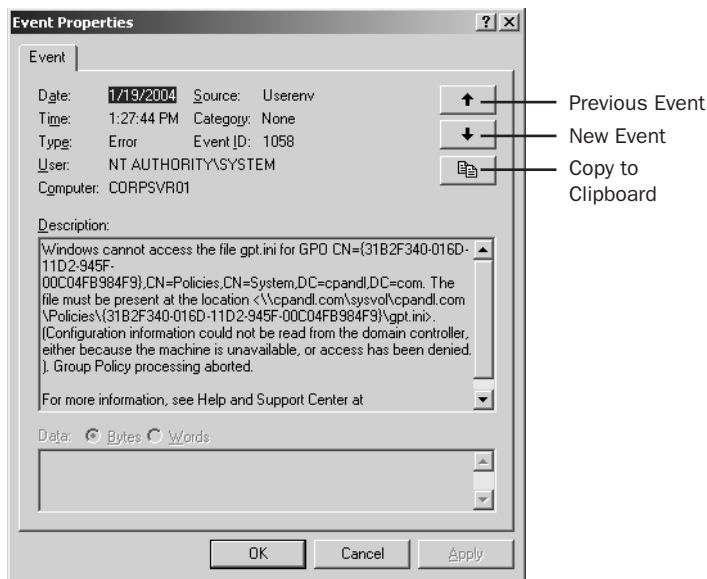 Event Properties
Event
Date: 1/19/2004 Source: Userenv
Time: 1:27:44 PM Category: None
Type: Error Event ID: 1058
User: NT AUTHORITY\SYSTEM
Computer: CORPSVR01
Previous Event
New Event
Copy to
Clipboard
Description:
Windows cannot access the file gpt.ini for GPO CN={31B2F340-016D-
11D2-945F-
00C04FB984F9},CN=Policies,CN=System,DC=cpandl,DC=com. The
file must be present at the location <\\cpandl.com\sysvol\cpandl.com
\Policies\{31B2F340-016D-11D2-945F-00C04FB984F9}\gpt.ini>.
(Configuration information could not be read from the domain controller,
either because the machine is unavailable, or access has been denied.
). Group Policy processing aborted.
For more information, see Help and Support Center at
Data: Bytes Words
OK Cancel Apply